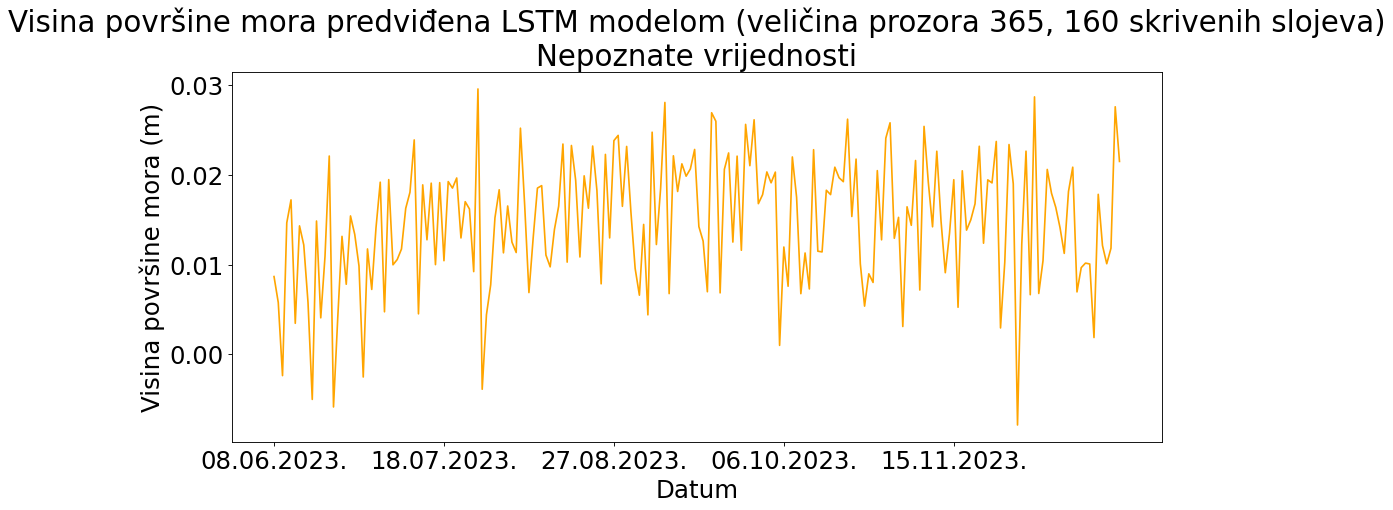 Visina površine mora predviđena LSTM modelom (veličina prozora 365, 160 skrivenih slojeva)
Nepoznate vrijednosti
Visina površine mora (m)
0.03
0.02
0.01
0.00
08.06.2023. 18.07.2023. 27.08.2023. 06.10.2023. 15.11.2023.
Datum